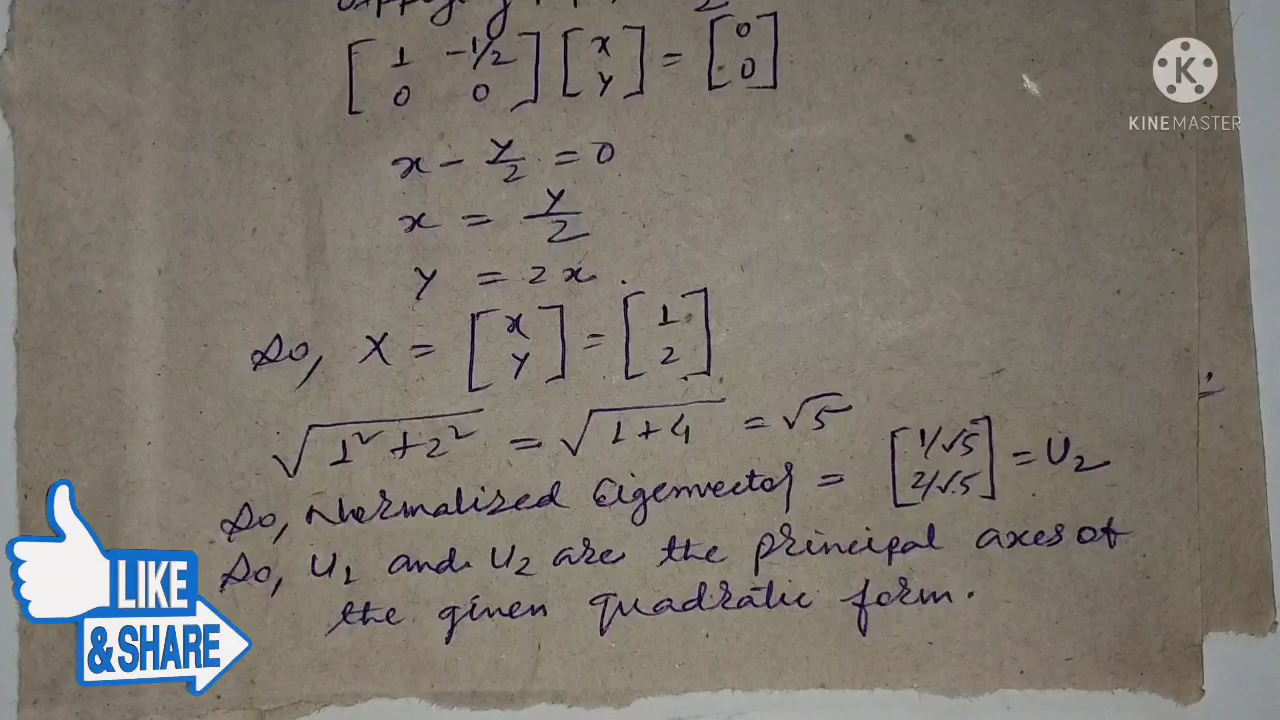 [1 -1/2] [x] = [0]
[0 0] [y] [0]
x - y/2 = 0
x = y/2
y = 2x.
So, X = [x] = [1]
[y] [2]
√1²+2² = √1+4 = √5
So, Normalized Eigenvector = [1/√5] = U₂
[2/√5]
So, U₁ and U₂ are the principal axes of
the given quadratic form.
K
KINEMASTER
LIKE
& SHARE